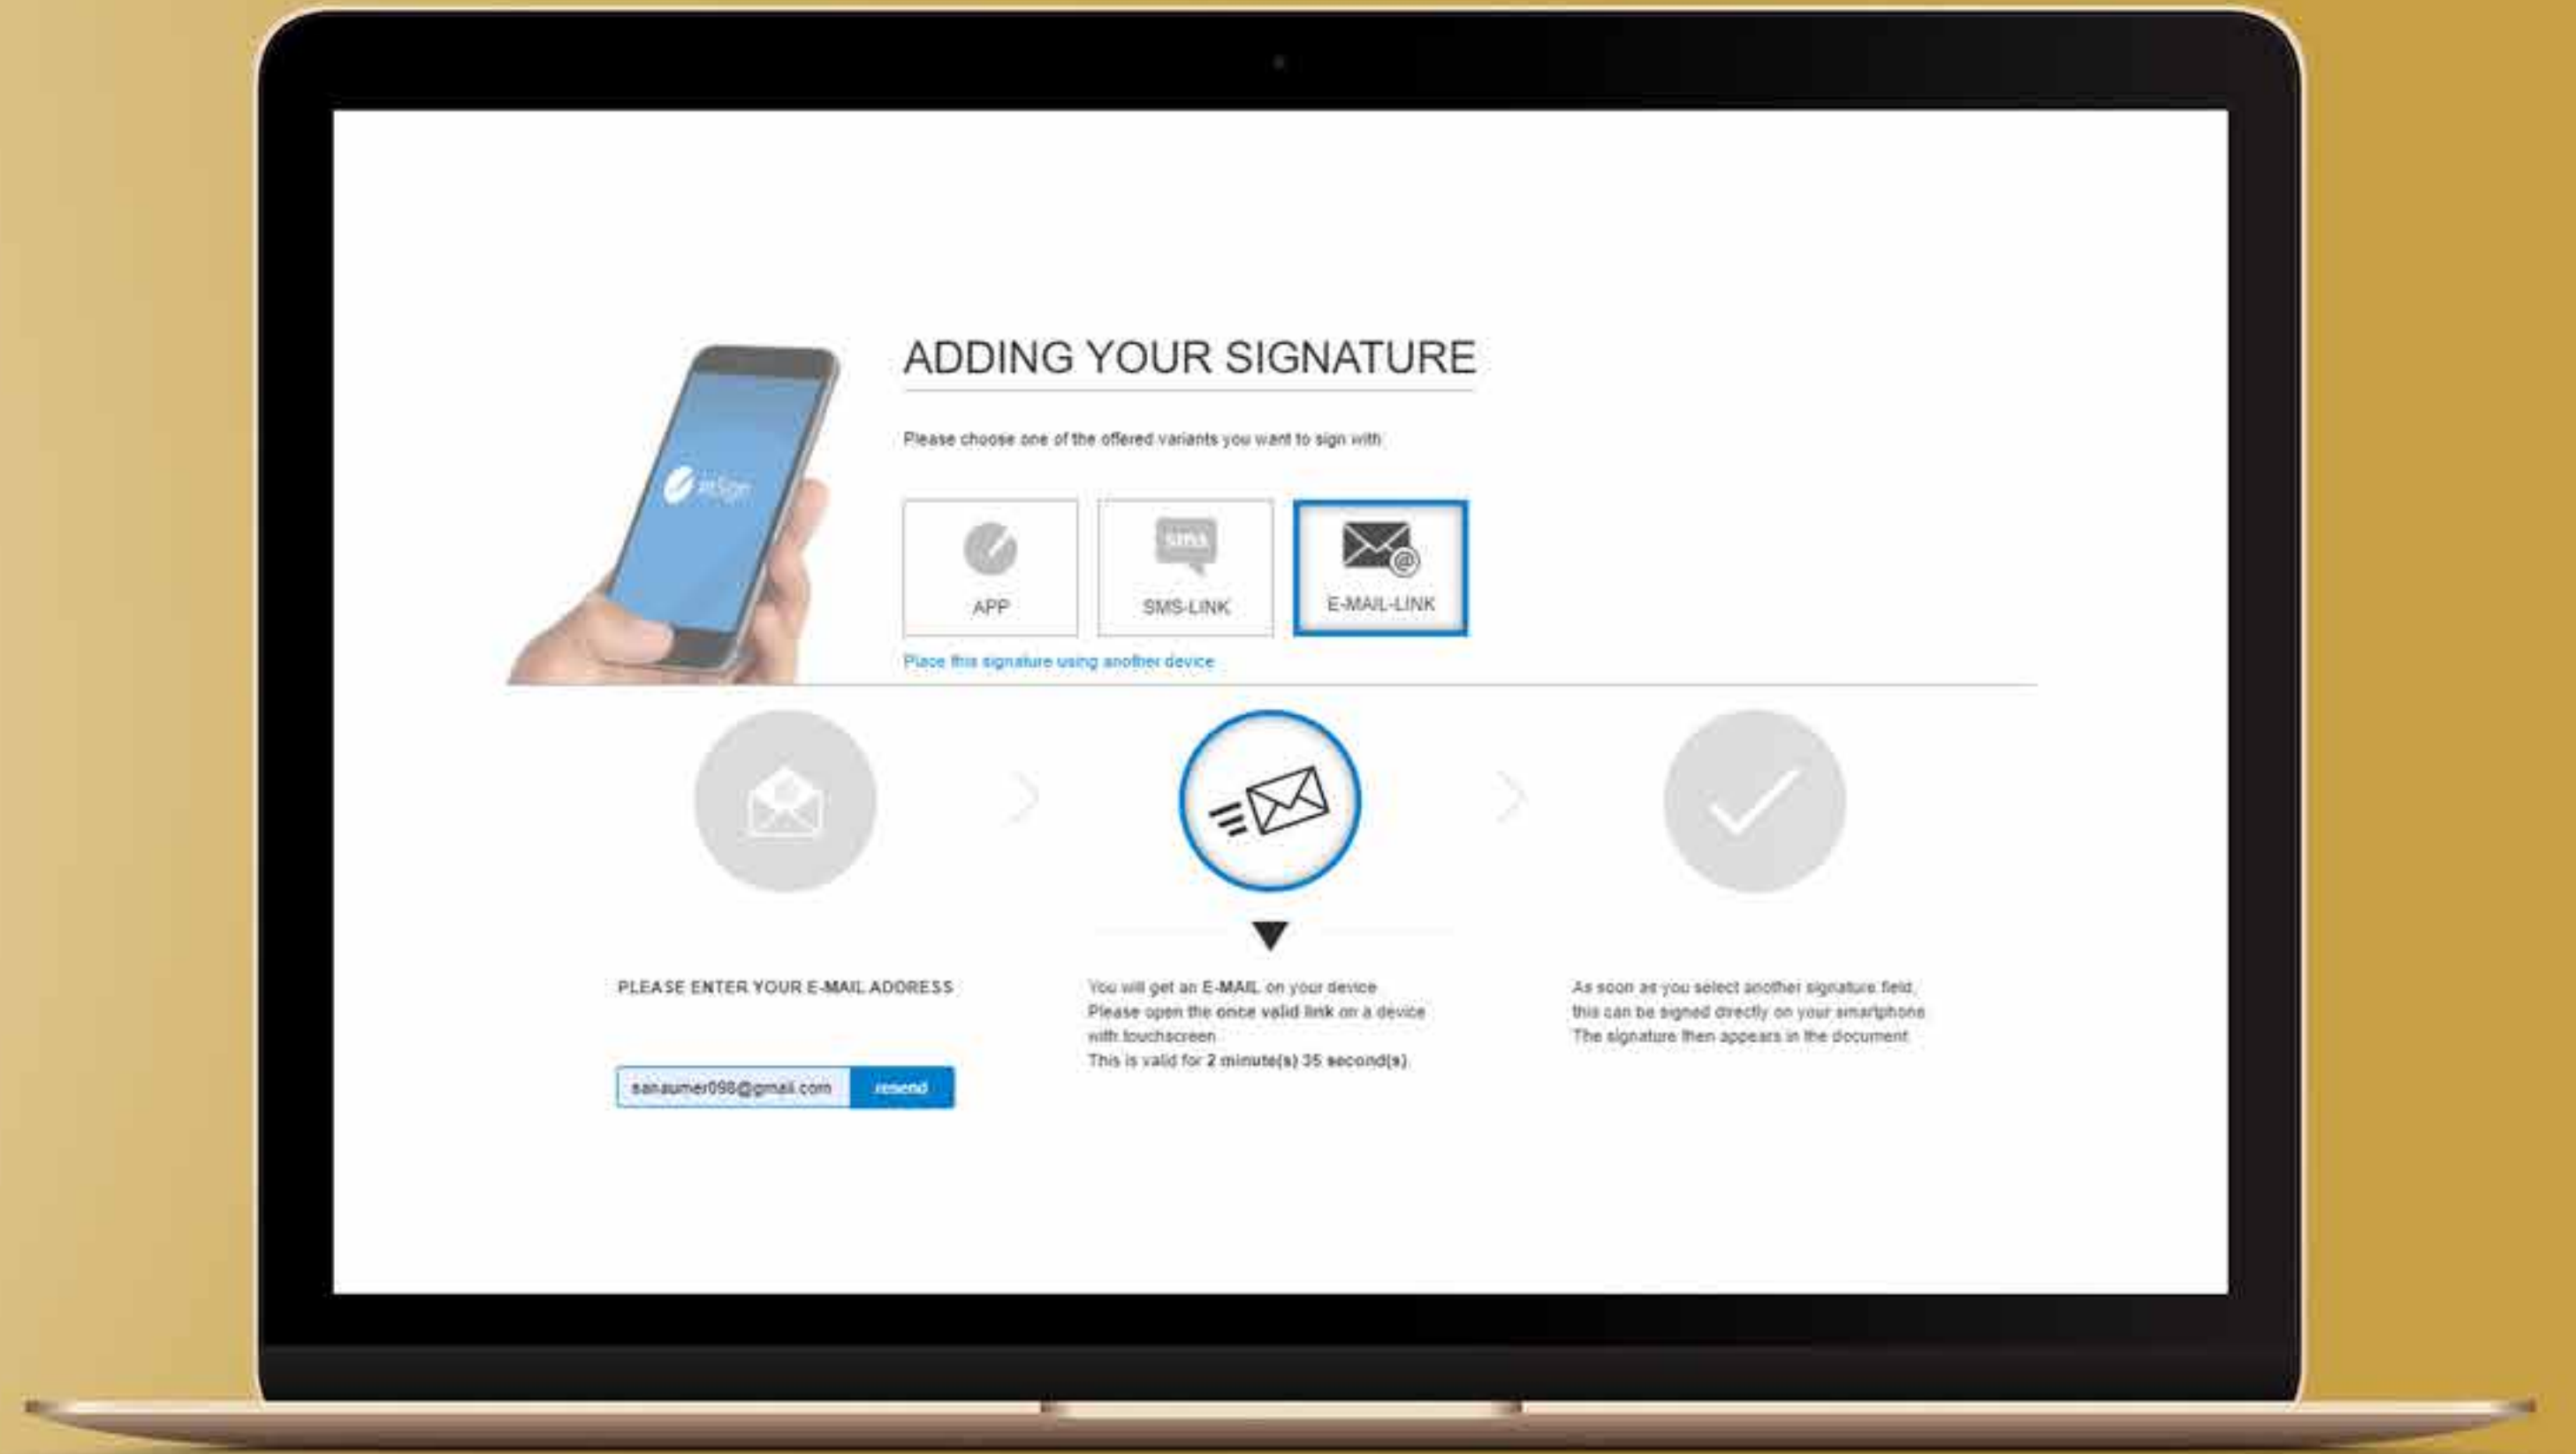 ADDING YOUR SIGNATURE
Please choose one of the offered variants you want to sign with
sms
APP
SMS-LINK
E-MAIL-LINK
Place this signature using another device
PLEASE ENTER YOUR E-MAIL ADDRESS
sanaumer098@gmail.com
resend
You will get an E-MAIL on your device
Please open the once valid link on a device
with touchscreen
This is valid for 2 minute(s) 35 second(s)
As soon as you select another signature field,
this can be signed directly on your smartphone
The signature then appears in the document